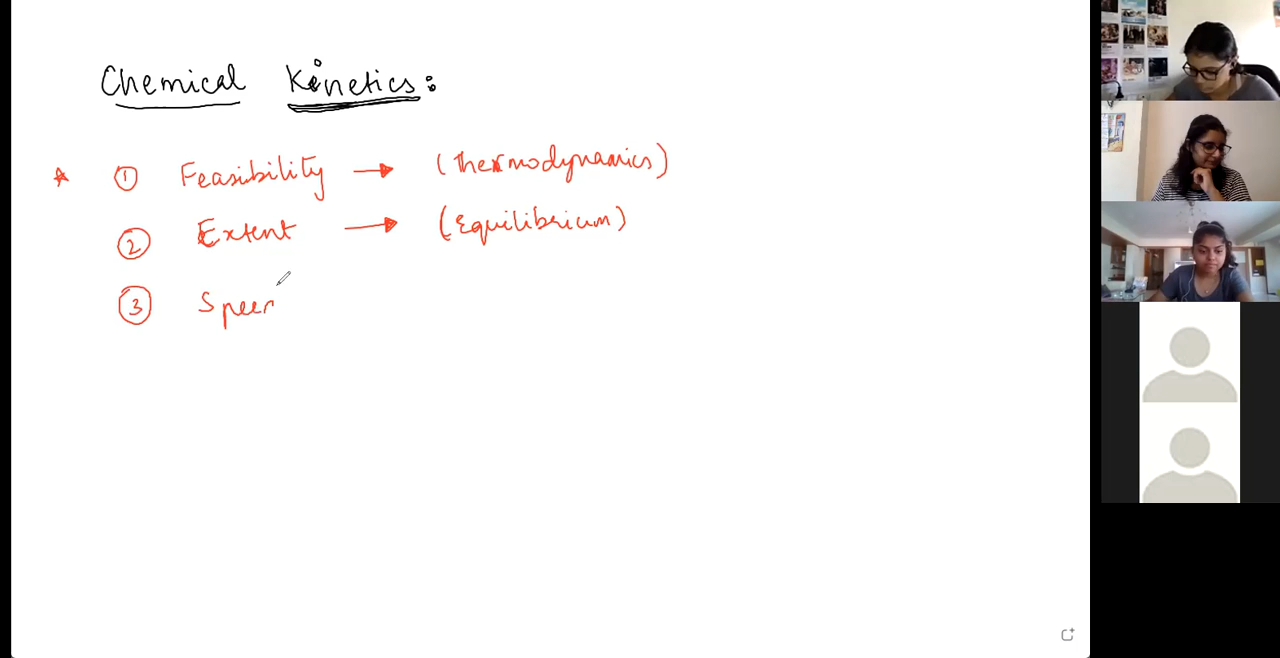 Chemical Kinetics:
① Feasibility → (thermodynamics)
② Extent → (Equilibrium)
③ Speer